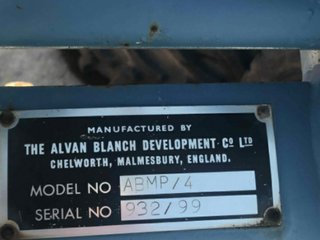 MANUFACTURED BY
THE ALVAN BLANCH DEVELOPMENT Co LTD
CHELWORTH, MALMESBURY, ENGLAND.
MODEL NO ABMP/4
SERIAL NO 932/99